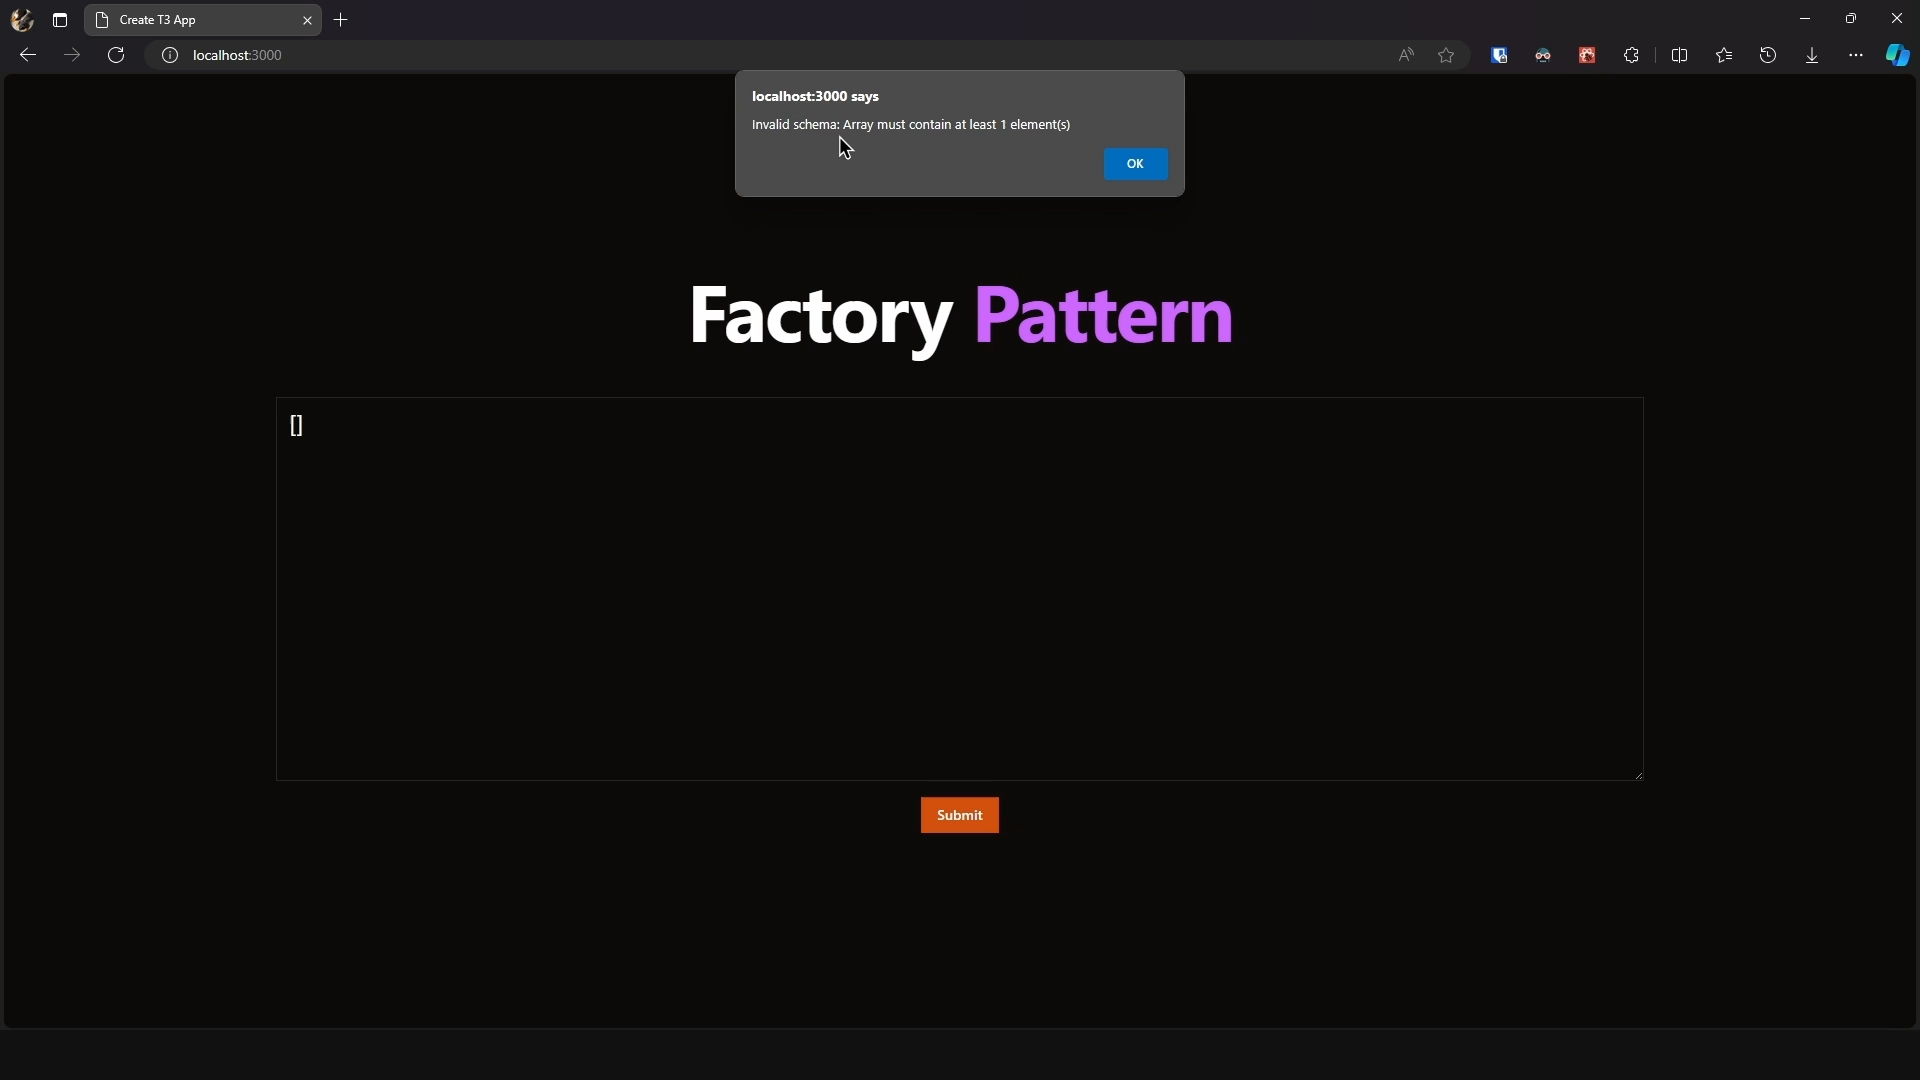 Create T3 App
localhost:3000
localhost:3000 says
Invalid schema: Array must contain at least 1 element(s)
OK
Factory Pattern
[]
Submit